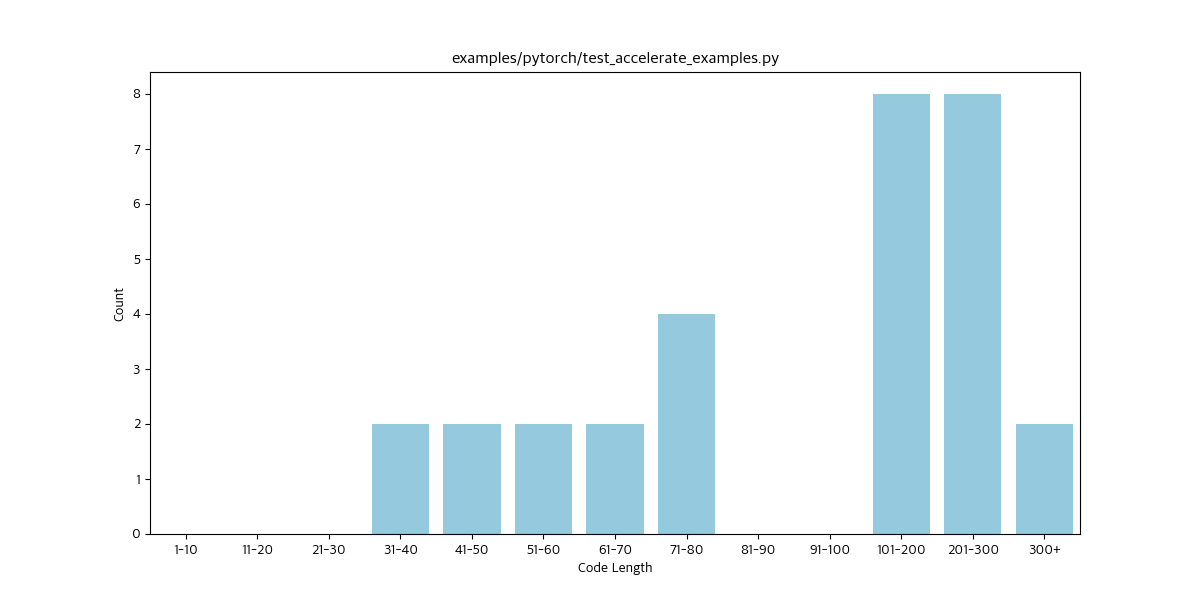 examples/pytorch/test_accelerate_examples.py
8
7
6
5
4
3
2
1
0
Count
1-10 11-20 21-30 31-40 41-50 51-60 61-70 71-80 81-90 91-100 101-200 201-300 300+
Code Length